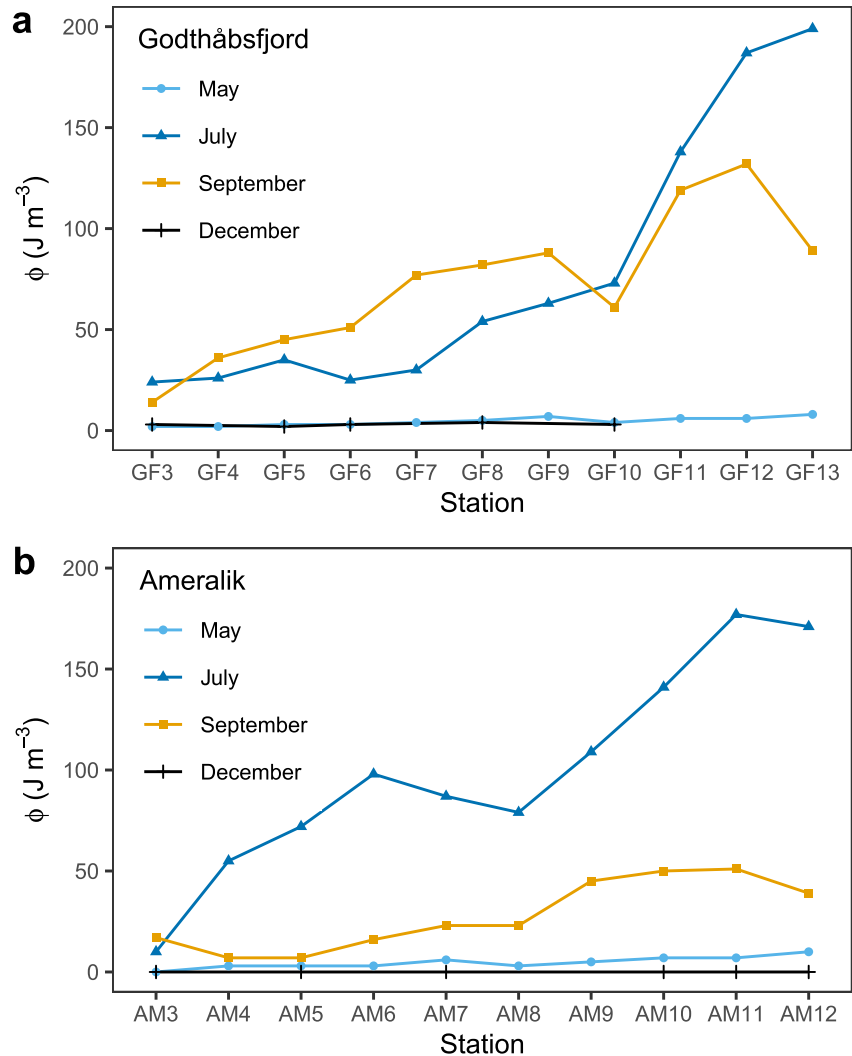 a
Godthåbsfjord
May
July
September
December
200
150
100
50
0
ϕ (J m⁻³)
GF3 GF4 GF5 GF6 GF7 GF8 GF9 GF10 GF11 GF12 GF13
Station
b
Ameralik
May
July
September
December
200
150
100
50
0
ϕ (J m⁻³)
AM3 AM4 AM5 AM6 AM7 AM8 AM9 AM10 AM11 AM12
Station